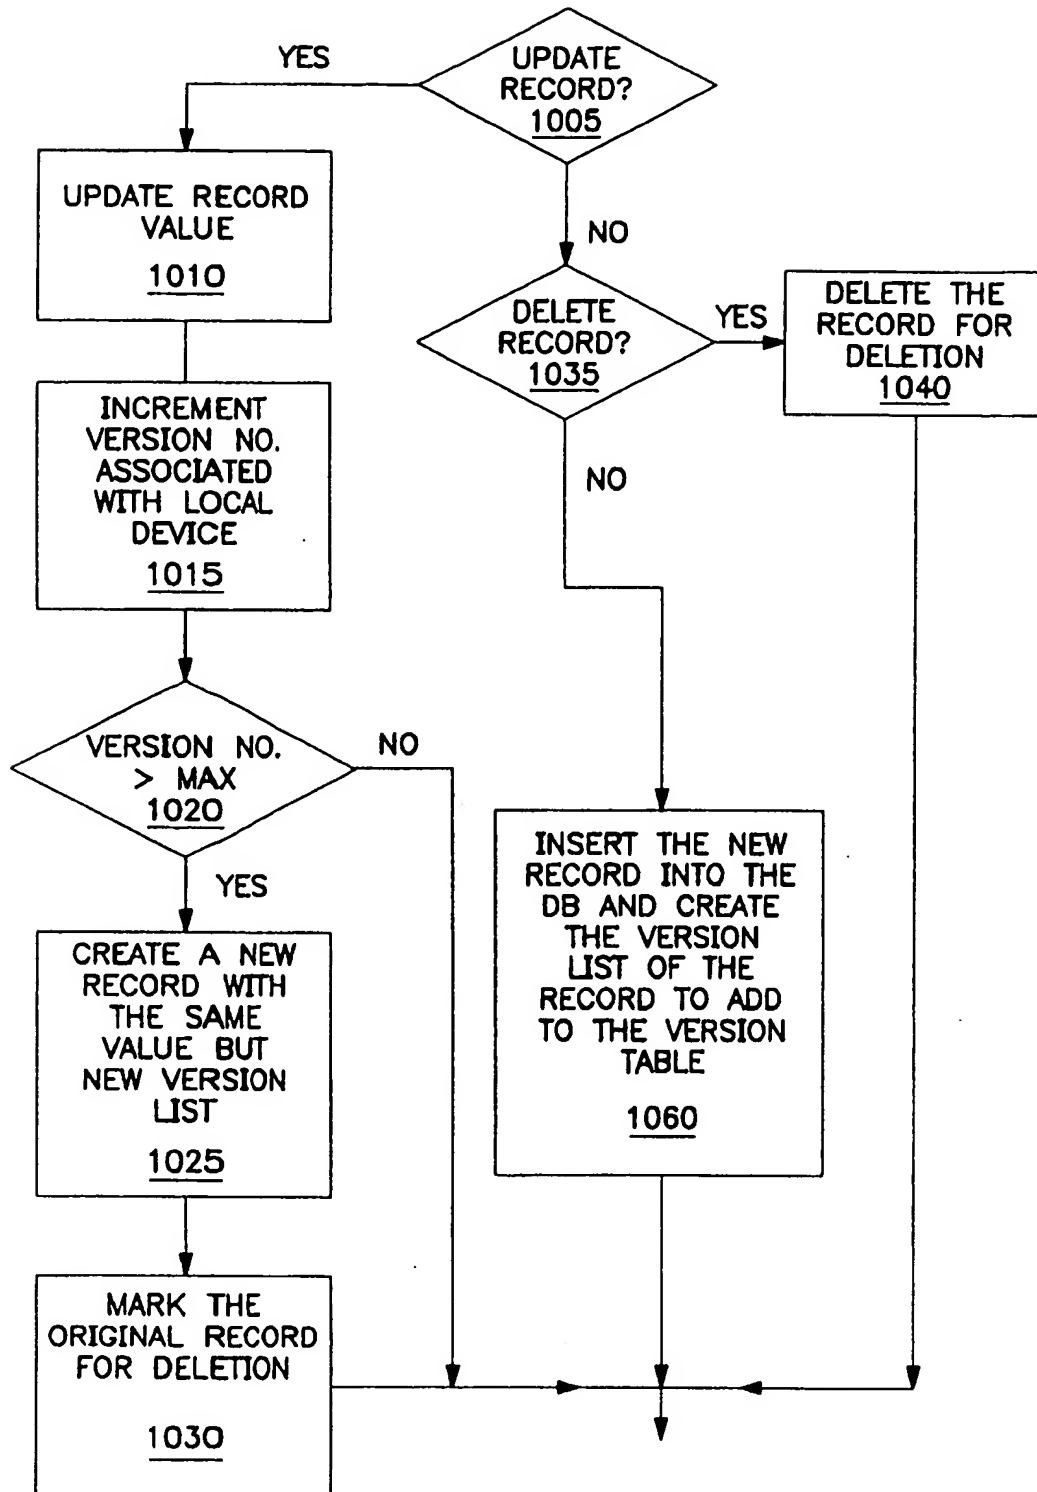 YES
UPDATE
RECORD?
1005
UPDATE RECORD
VALUE
1010
NO
DELETE
RECORD?
1035
YES
DELETE THE
RECORD FOR
DELETION
1040
INCREMENT
VERSION NO.
ASSOCIATED
WITH LOCAL
DEVICE
1015
NO
VERSION NO.
> MAX
1020
NO
YES
CREATE A NEW
RECORD WITH
THE SAME
VALUE BUT
NEW VERSION
LIST
1025
INSERT THE NEW
RECORD INTO THE
DB AND CREATE
THE VERSION
LIST OF THE
RECORD TO ADD
TO THE VERSION
TABLE
1060
MARK THE
ORIGINAL RECORD
FOR DELETION
1030